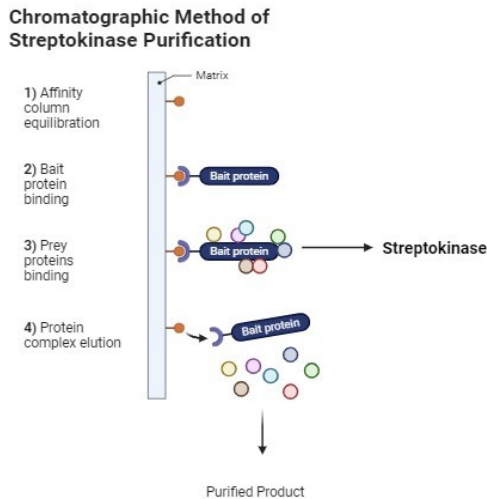 Chromatographic Method of
Streptokinase Purification
Matrix
1) Affinity
column
equilibration
2) Bait
protein
binding
Bait protein
3) Prey
proteins
binding
Bait protein
Streptokinase
4) Protein
complex elution
Bait protein
Purified Product